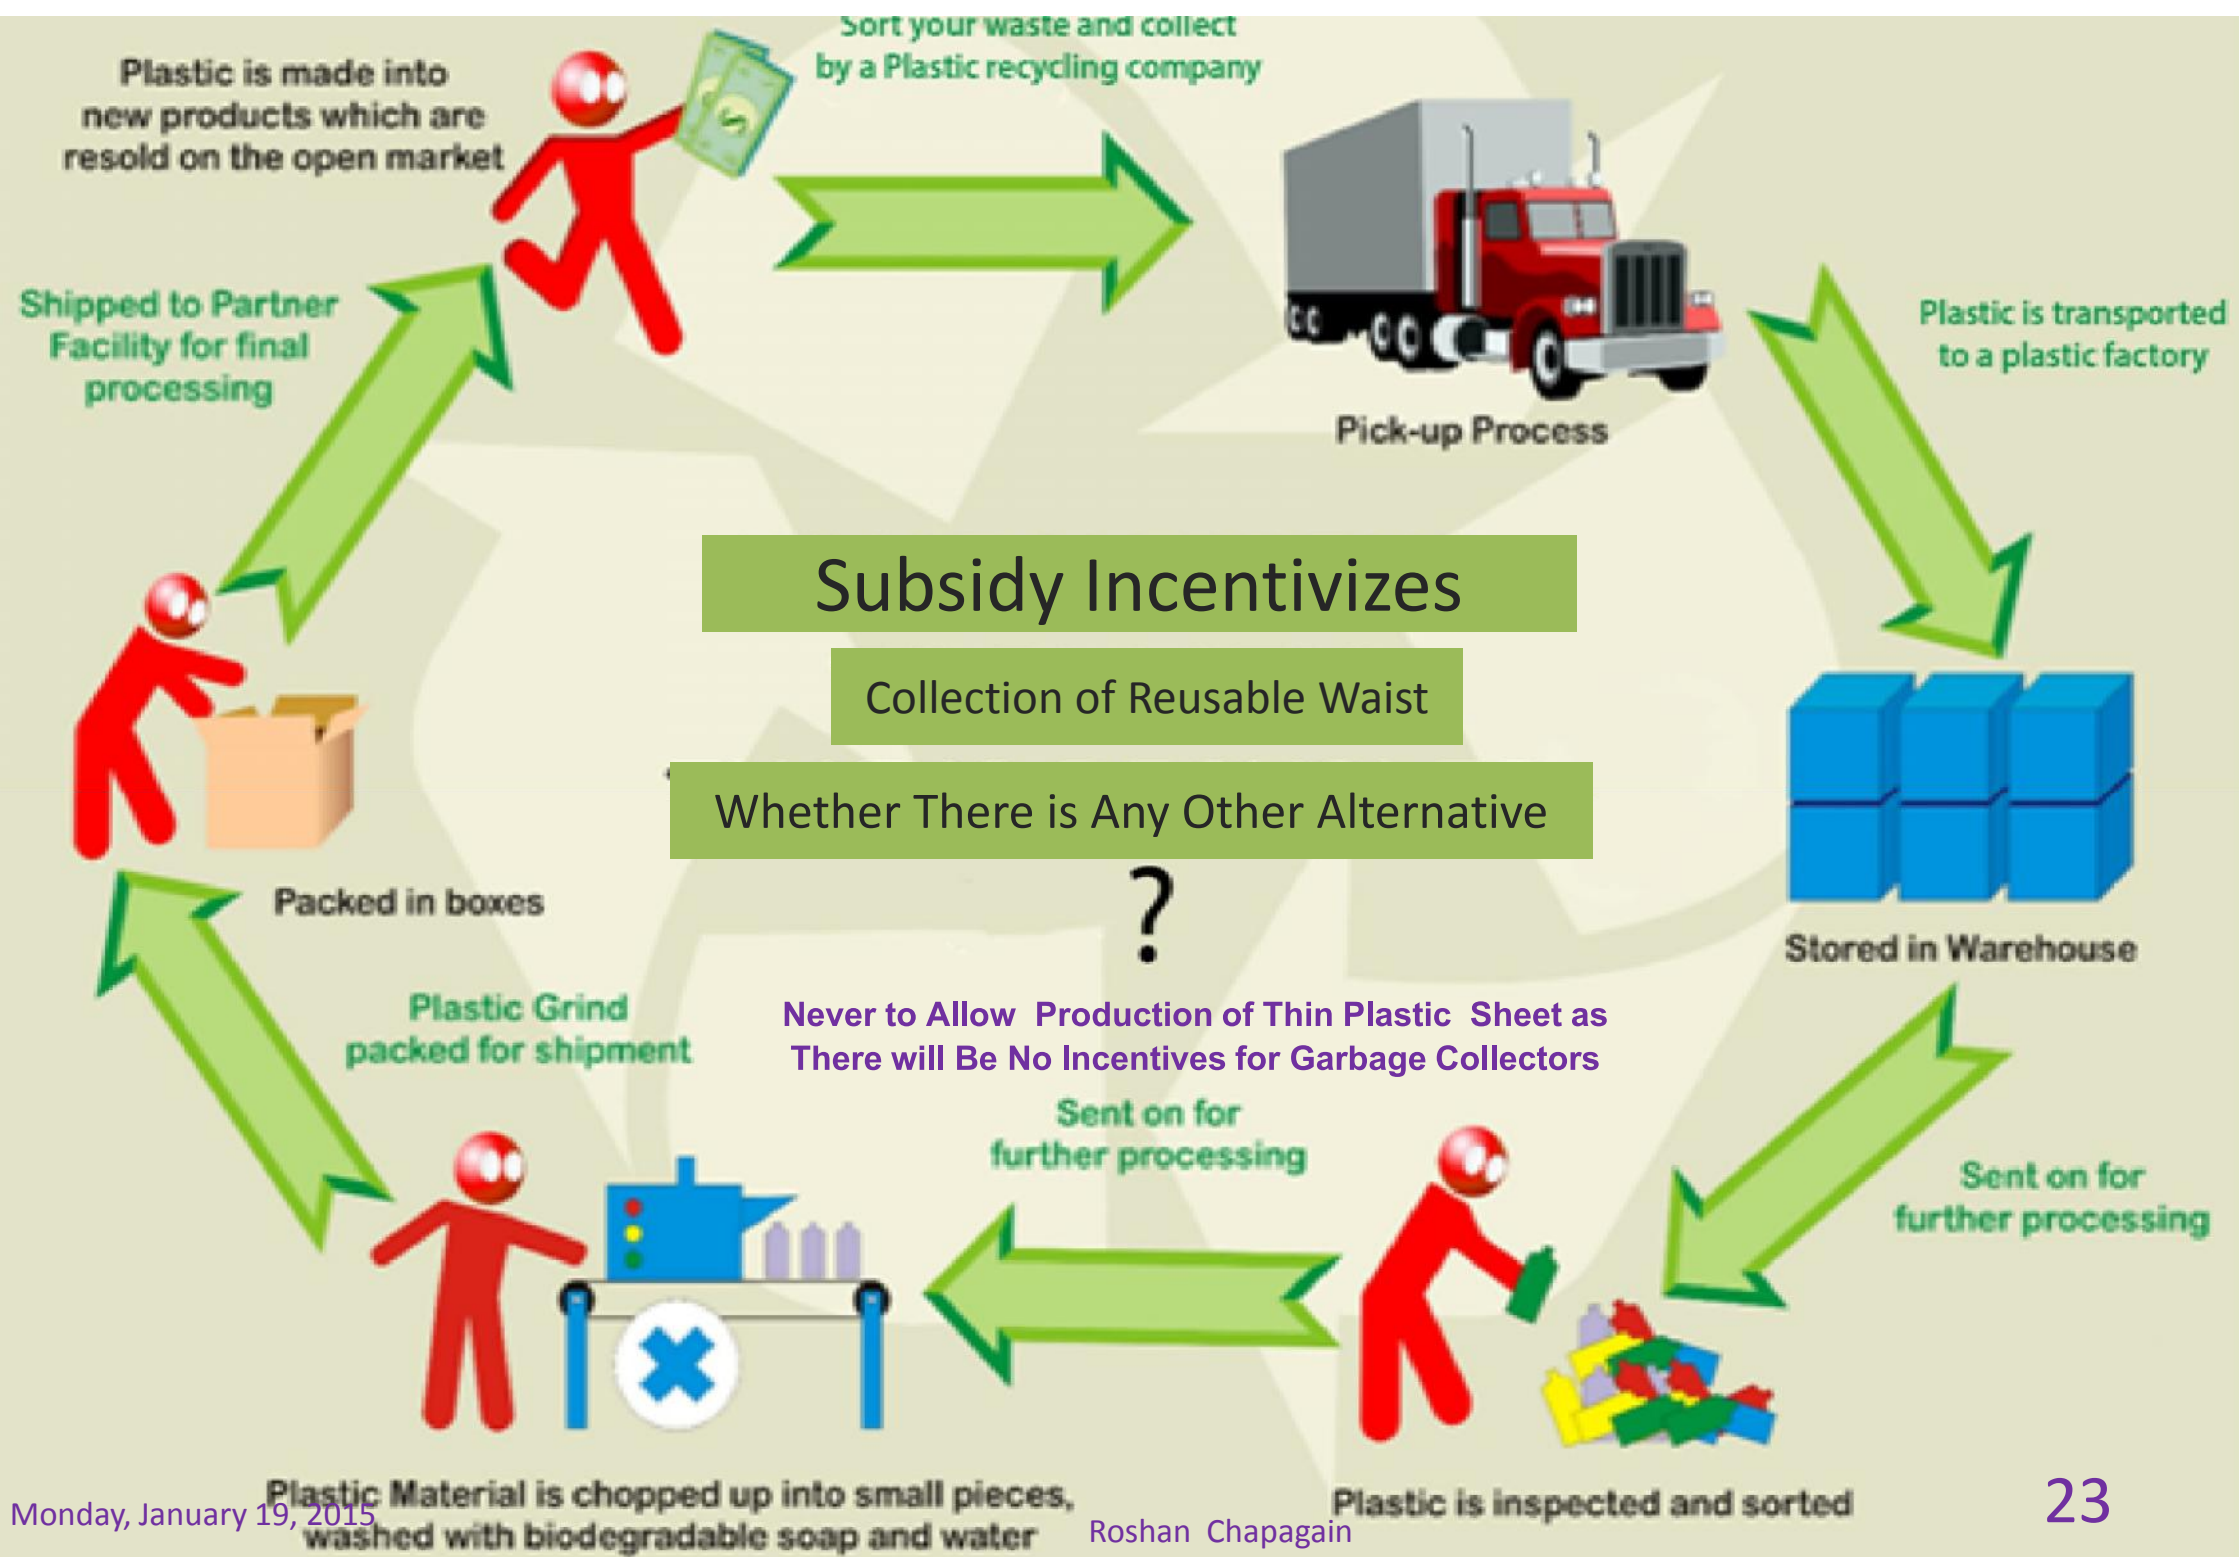 Sort your waste and collect
by a Plastic recycling company
Plastic is made into
new products which are
resold on the open market
Shipped to Partner
Facility for final
processing
Plastic is transported
to a plastic factory
Pick-up Process
Subsidy Incentivizes
Collection of Reusable Waist
Whether There is Any Other Alternative
?
Packed in boxes
Stored in Warehouse
Plastic Grind
packed for shipment
Never to Allow Production of Thin Plastic Sheet as
There will Be No Incentives for Garbage Collectors
Sent on for
further processing
Sent on for
further processing
Plastic Material is chopped up into small pieces,
washed with biodegradable soap and water
Plastic is inspected and sorted
Monday, January 19, 2015
Roshan Chapagain
23